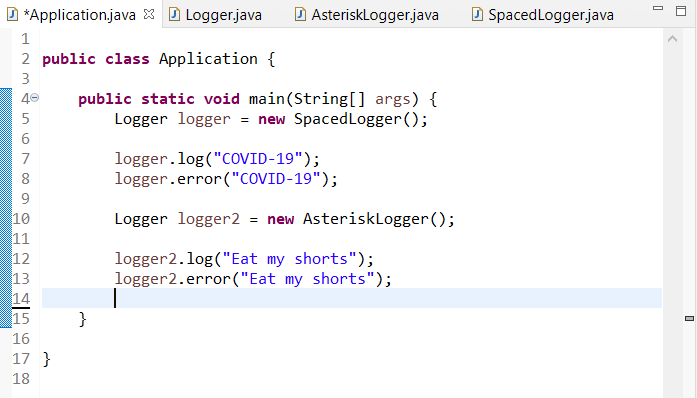 *Application.java Logger.java AsteriskLogger.java SpacedLogger.java
1
2 public class Application {
3
4 public static void main(String[] args) {
5 Logger logger = new SpacedLogger();
6
7 logger.log("COVID-19");
8 logger.error("COVID-19");
9
10 Logger logger2 = new AsteriskLogger();
11
12 logger2.log("Eat my shorts");
13 logger2.error("Eat my shorts");
14
15 }
16
17 }
18